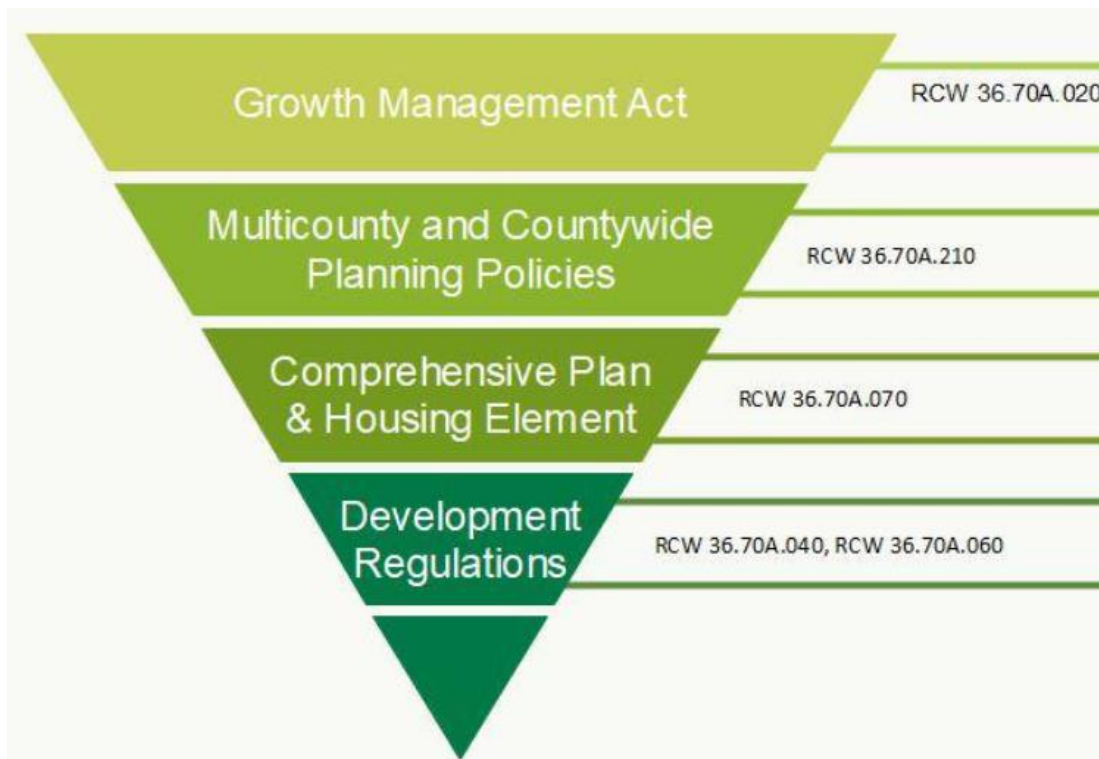 Growth Management Act
RCW 36.70A.020
Multicounty and Countywide
Planning Policies
RCW 36.70A.210
Comprehensive Plan
& Housing Element
RCW 36.70A.070
Development
Regulations
RCW 36.70A.040, RCW 36.70A.060